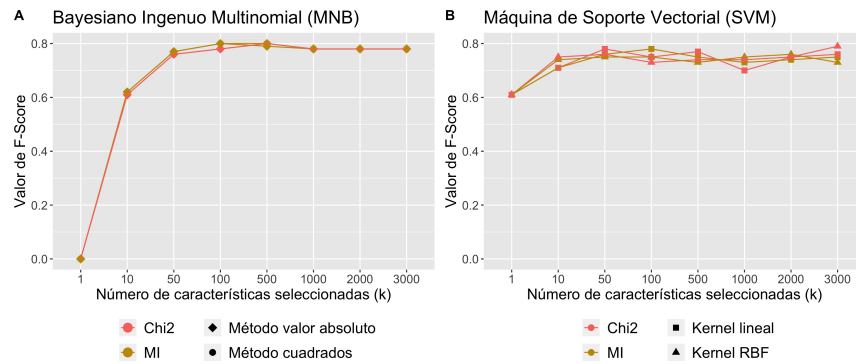 A
Bayesiano Ingenuo Multinomial (MNB)
Valor de F-Score
0.8
0.6
0.4
0.2
0.0
1 10 50 100 500 1000 2000 3000
Número de características seleccionadas (k)
Chi2
MI
Método valor absoluto
Método cuadrados
B
Máquina de Soporte Vectorial (SVM)
Valor de F-Score
0.8
0.6
0.4
0.2
0.0
1 10 50 100 500 1000 2000 3000
Número de características seleccionadas (k)
Chi2
MI
Kernel lineal
Kernel RBF